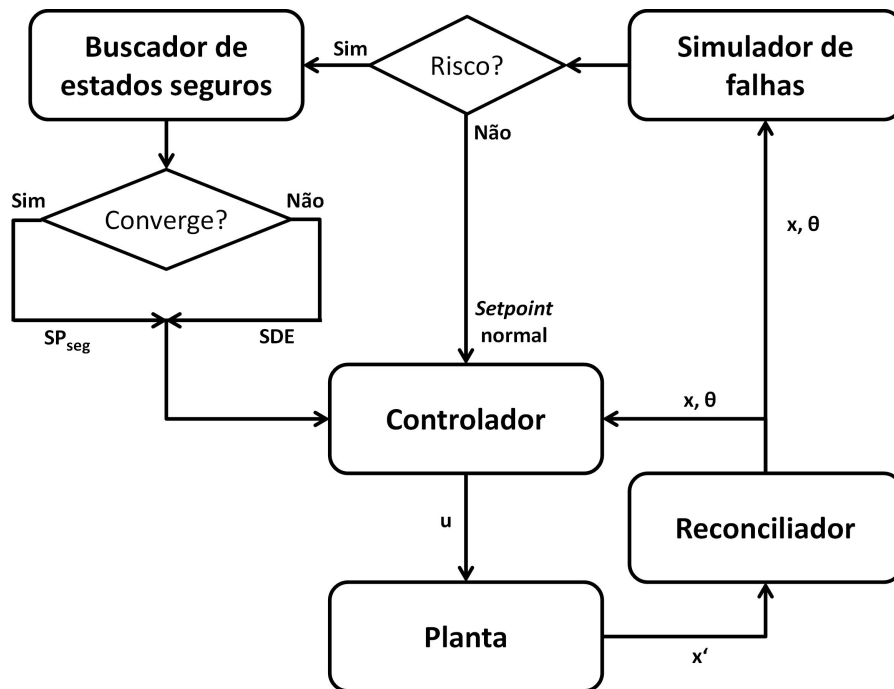 Buscador de
estados seguros
Sim
Risco?
Simulador de
falhas
Não
Sim
Converge?
Não
x, θ
SPseg
SDE
Setpoint
normal
Controlador
x, θ
u
Reconciliador
Planta
x‘